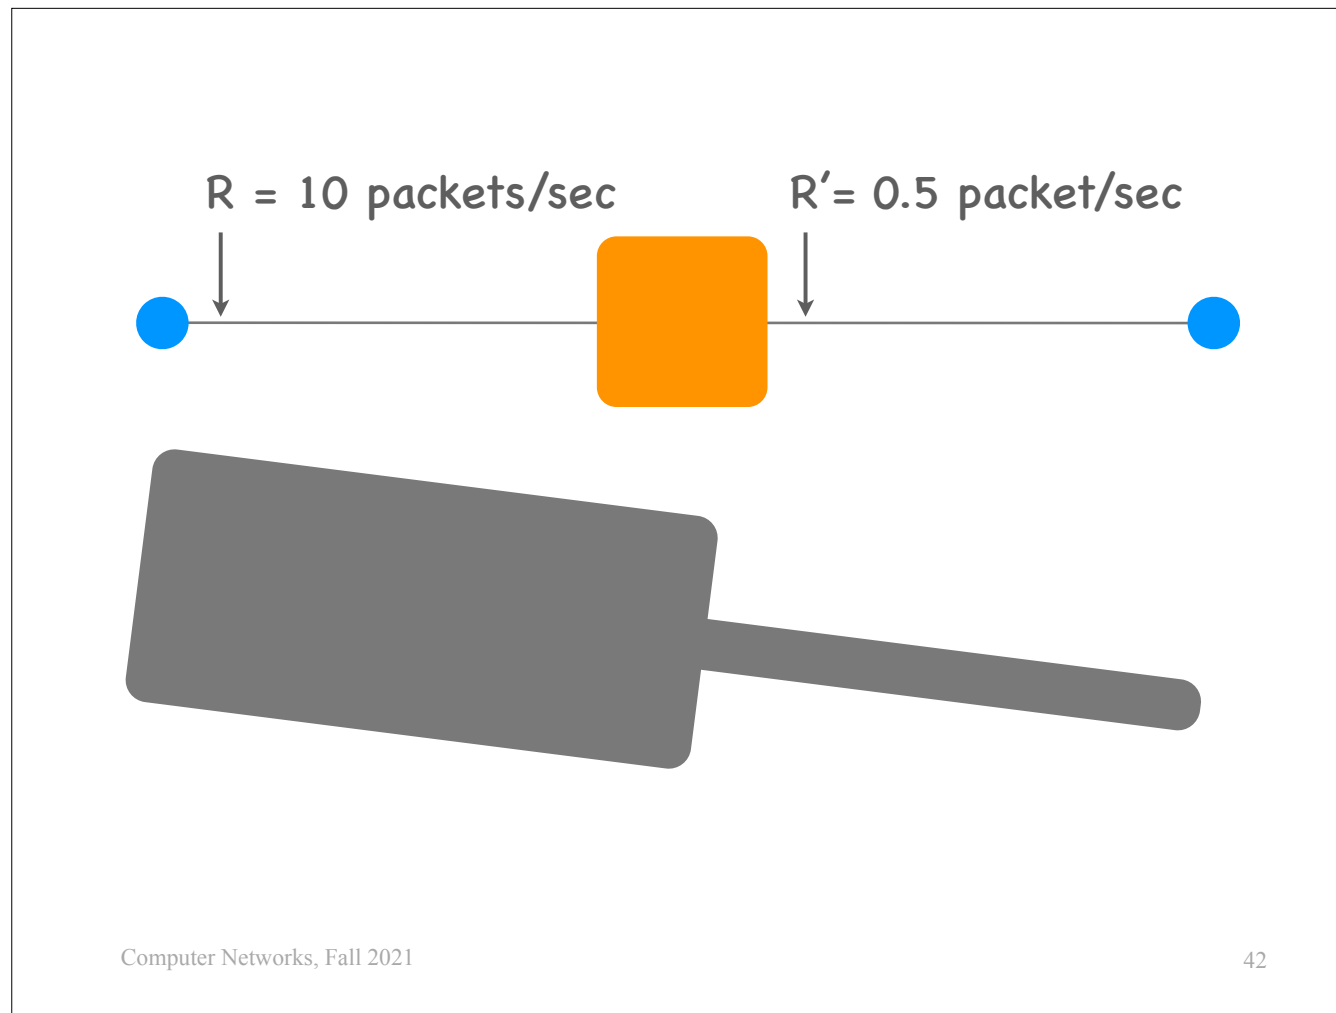 R = 10 packets/sec
R′= 0.5 packet/sec
Computer Networks, Fall 2021
42